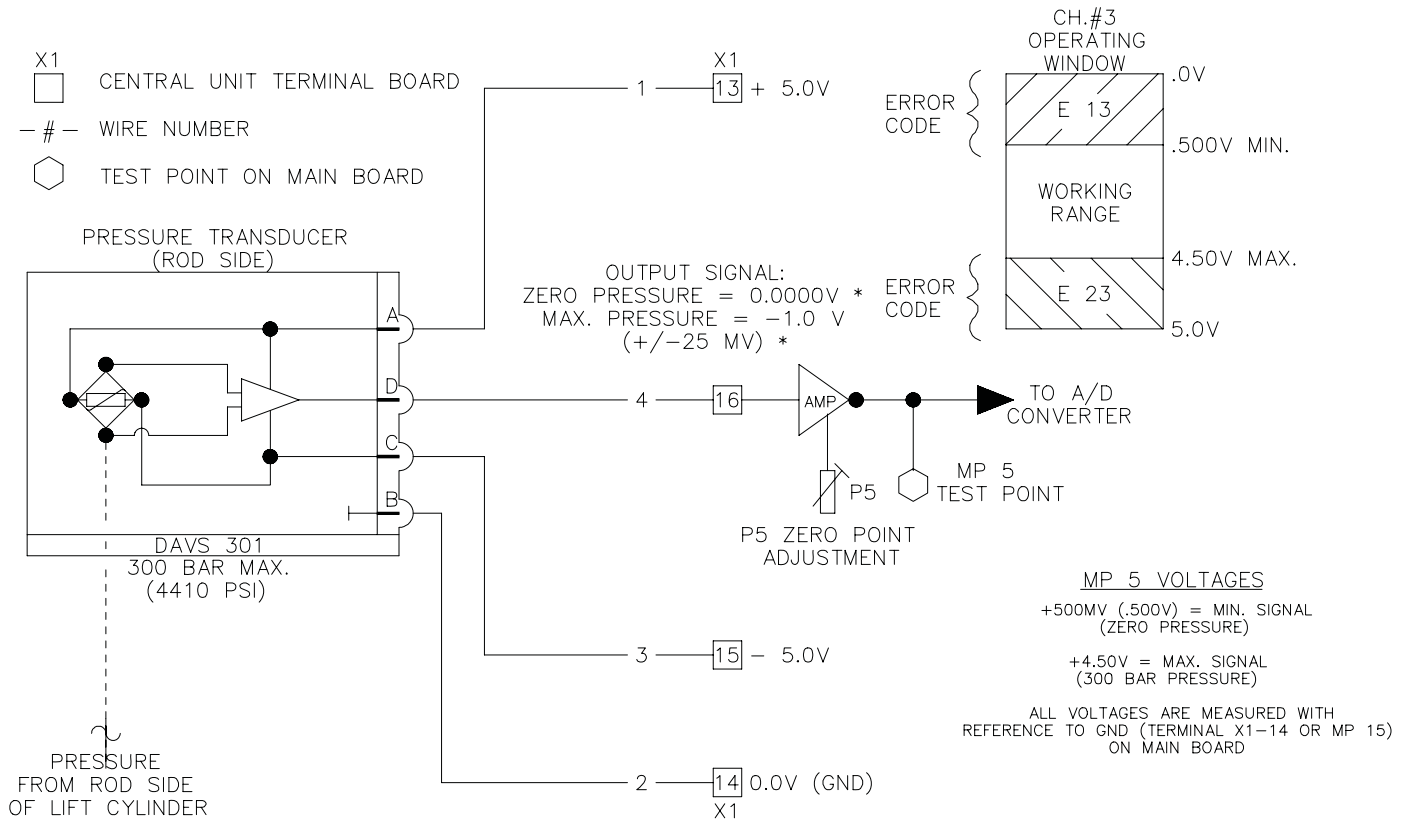 X1
CENTRAL UNIT TERMINAL BOARD
-#- WIRE NUMBER
TEST POINT ON MAIN BOARD
PRESSURE TRANSDUCER
(ROD SIDE)
A
D
C
B
DAVS 301
300 BAR MAX.
(4410 PSI)
PRESSURE
FROM ROD SIDE
OF LIFT CYLINDER
X1
1 13 + 5.0V
OUTPUT SIGNAL:
ZERO PRESSURE = 0.0000V *
MAX. PRESSURE = -1.0 V
(+/-25 MV) *
4 16
AMP
P5
P5 ZERO POINT
ADJUSTMENT
MP 5
TEST POINT
TO A/D
CONVERTER
3 15 - 5.0V
2 14 0.0V (GND)
X1
CH.#3
OPERATING
WINDOW
.0V
ERROR
CODE
E 13
.500V MIN.
WORKING
RANGE
4.50V MAX.
ERROR
CODE
E 23
5.0V
MP 5 VOLTAGES
+500MV (.500V) = MIN. SIGNAL
(ZERO PRESSURE)
+4.50V = MAX. SIGNAL
(300 BAR PRESSURE)
ALL VOLTAGES ARE MEASURED WITH
REFERENCE TO GND (TERMINAL X1-14 OR MP 15)
ON MAIN BOARD